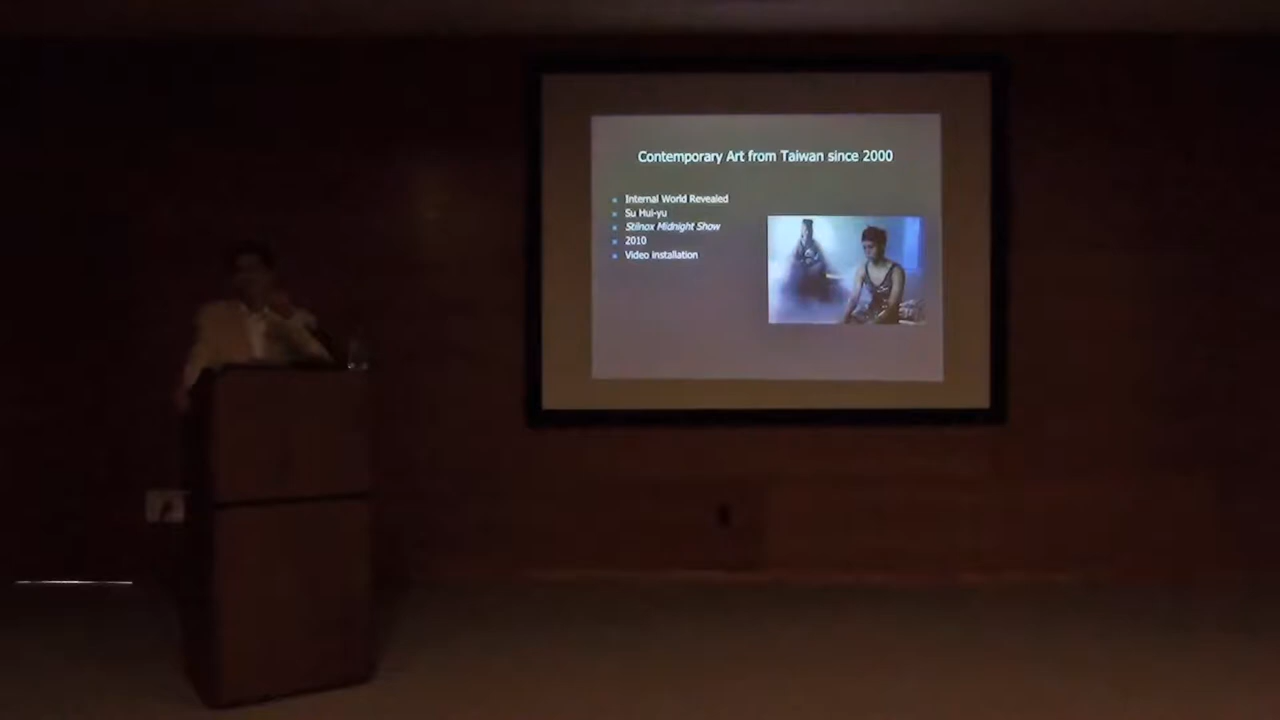 Contemporary Art from Taiwan since 2000
Internal World Revealed
Su Hui-yu
Stilnox Midnight Show
2010
Video installation